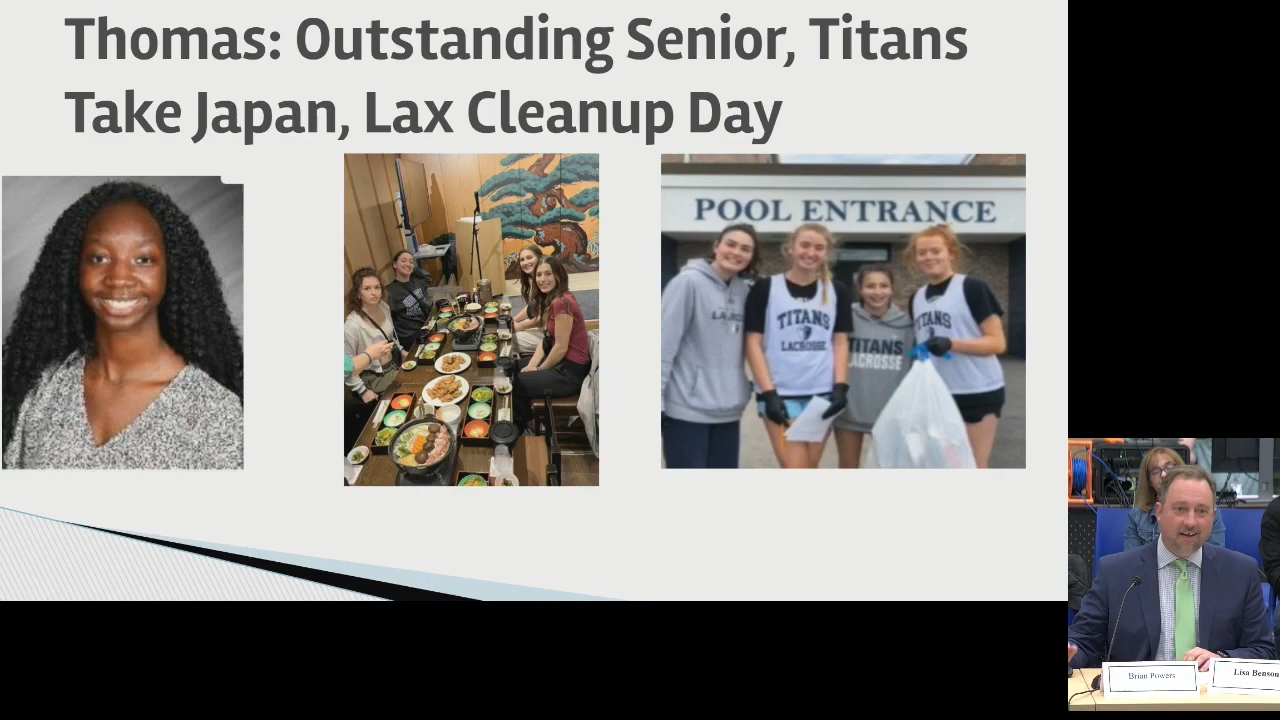 Thomas: Outstanding Senior, Titans
Take Japan, Lax Cleanup Day
POOL ENTRANCE
TITANS
LACROSSE
TITANS
LACROSSE
TITANS
LACROSSE
Brian Powers
Lisa Benson